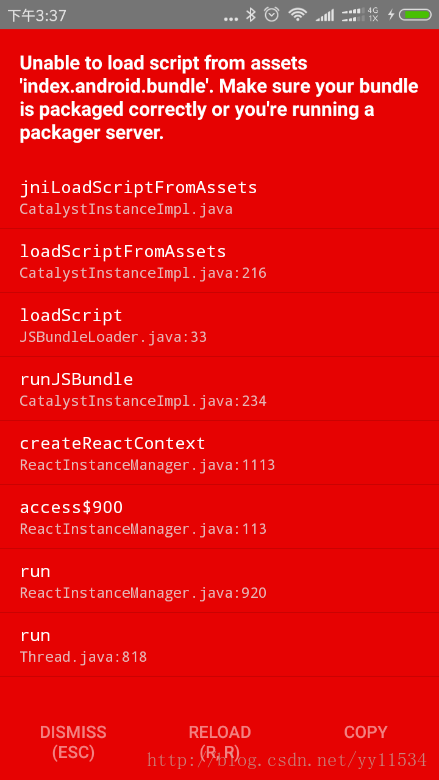 下午3:37
4G
1X
Unable to load script from assets
'index.android.bundle'. Make sure your bundle
is packaged correctly or you're running a
packager server.
jniLoadScriptFromAssets
CatalystInstanceImpl.java
loadScriptFromAssets
CatalystInstanceImpl.java:216
loadScript
JSBundleLoader.java:33
runJSBundle
CatalystInstanceImpl.java:234
createReactContext
ReactInstanceManager.java:1113
access$900
ReactInstanceManager.java:113
run
ReactInstanceManager.java:920
run
Thread.java:818
DISMISS
(ESC)
RELOAD
(R, R)
COPY
http://blog.csdn.net/yy11534